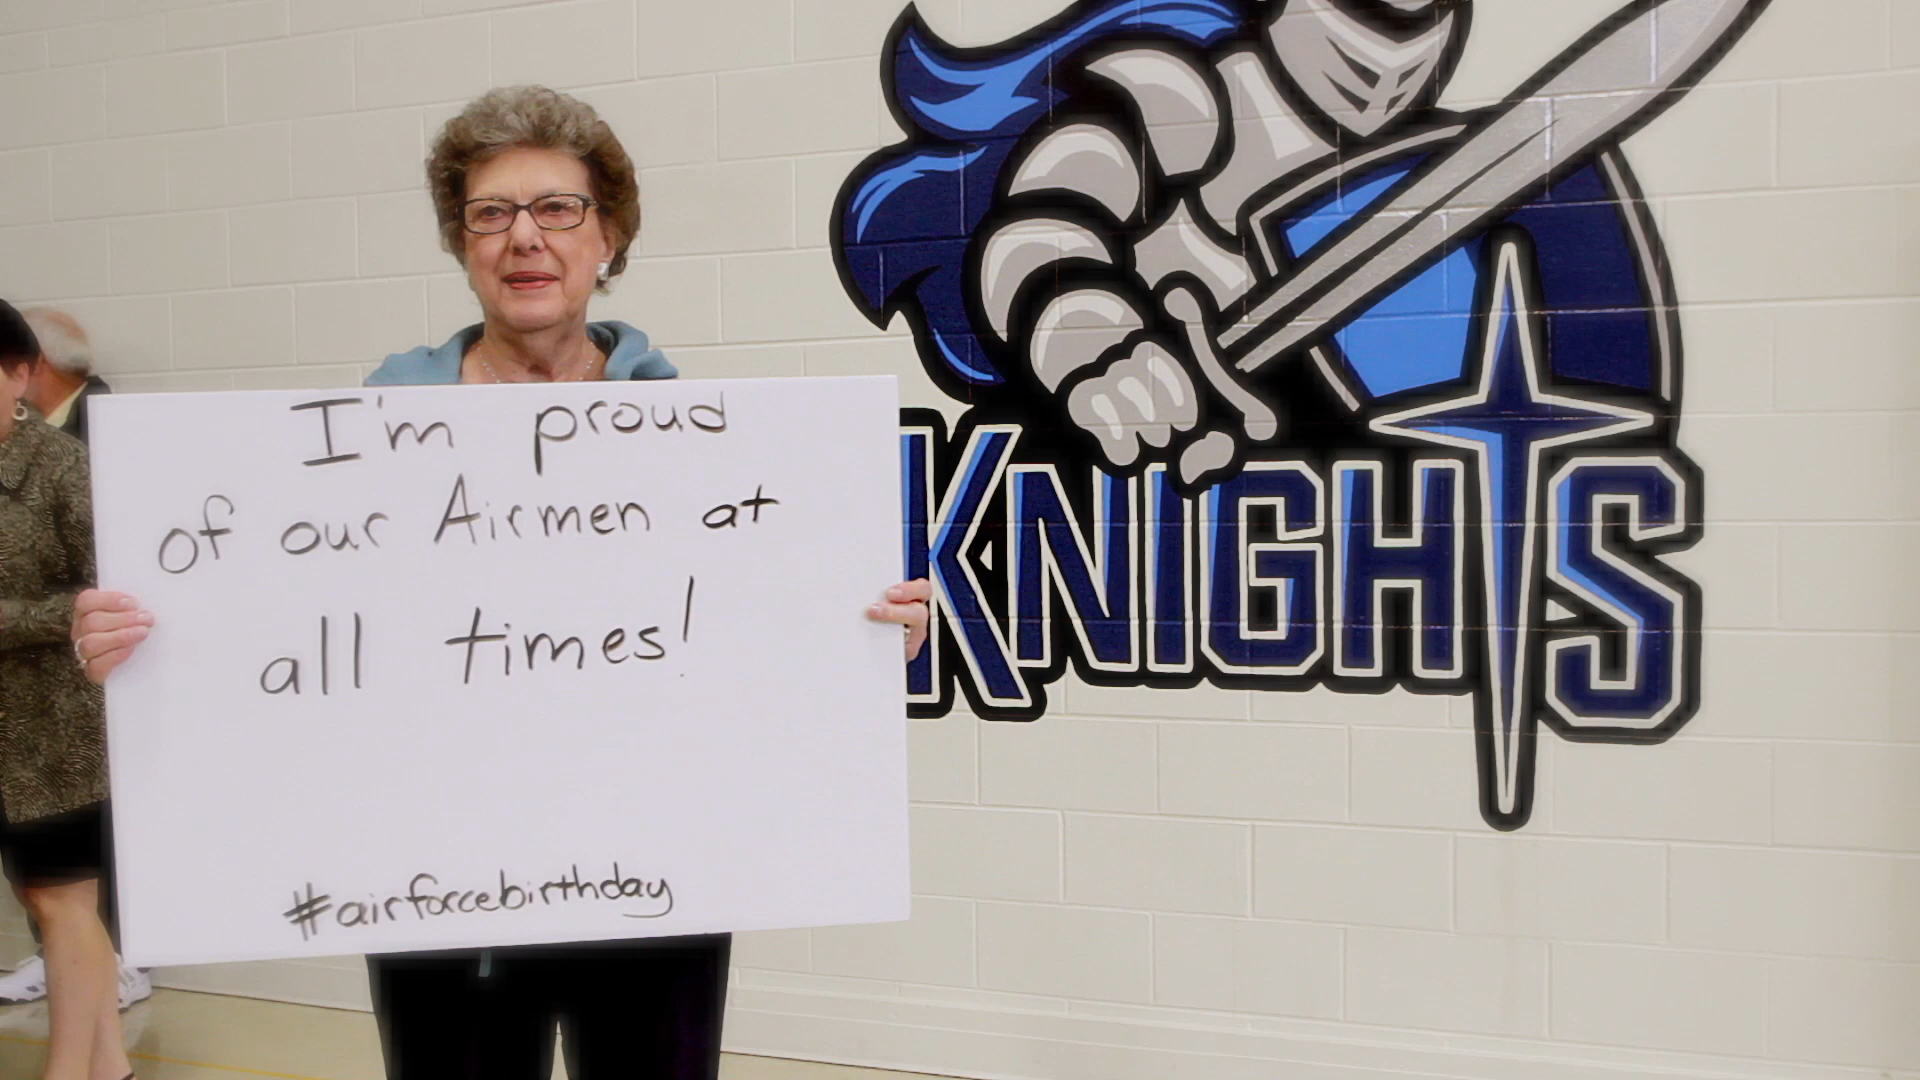 I'm proud
of our Airmen at
all times!
#airforcebirthday
KNIGHTS